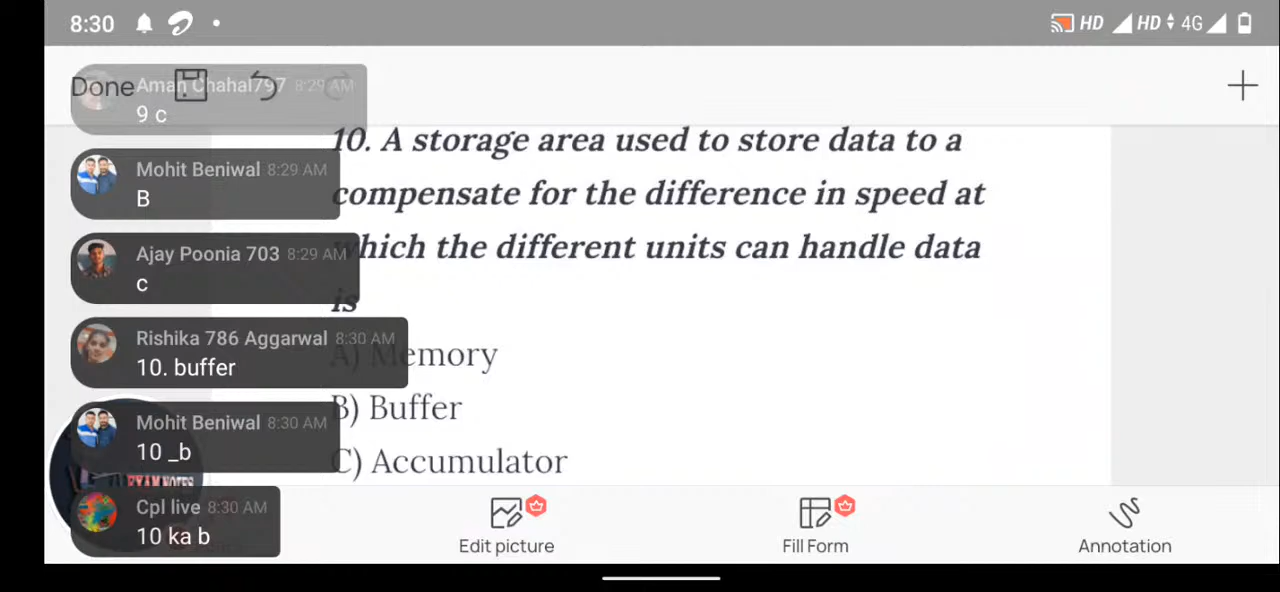 8:30 HD HD 4G
Done
Aman Chahal797 8:29 AM
9 c
10. A storage area used to store data to a
Mohit Beniwal 8:29 AM
B
compensate for the difference in speed at
Ajay Poonia 703 8:29 AM
c
which the different units can handle data
is
Rishika 786 Aggarwal 8:30 AM
10. buffer
A) Memory
Mohit Beniwal 8:30 AM
10 _b
B) Buffer
C) Accumulator
Cpl live 8:30 AM
10 ka b
Edit picture
Fill Form
Annotation